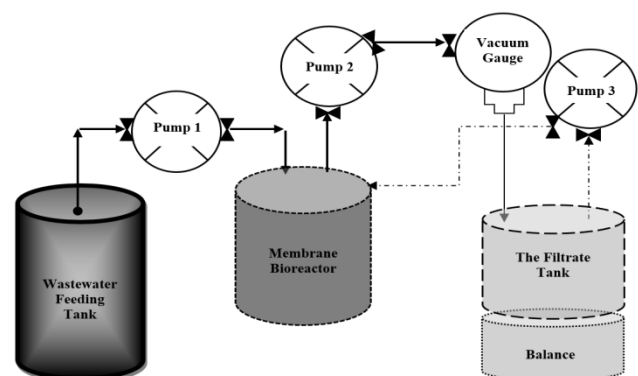 Pump 1
Pump 2
Vacuum
Gauge
Pump 3
Wastewater
Feeding
Tank
Membrane
Bioreactor
The Filtrate
Tank
Balance